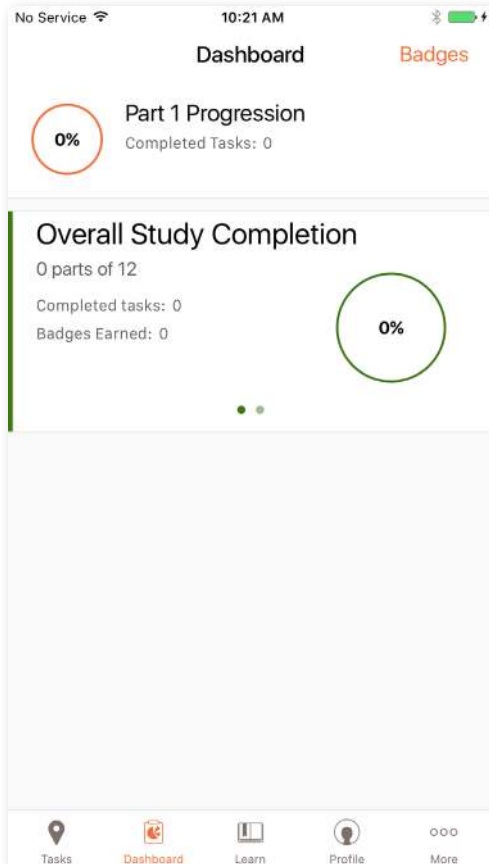 No Service 10:21 AM
Dashboard Badges
0% Part 1 Progression
Completed Tasks: 0
Overall Study Completion
0 parts of 12
Completed tasks: 0
Badges Earned: 0
0%
Tasks Dashboard Learn Profile More